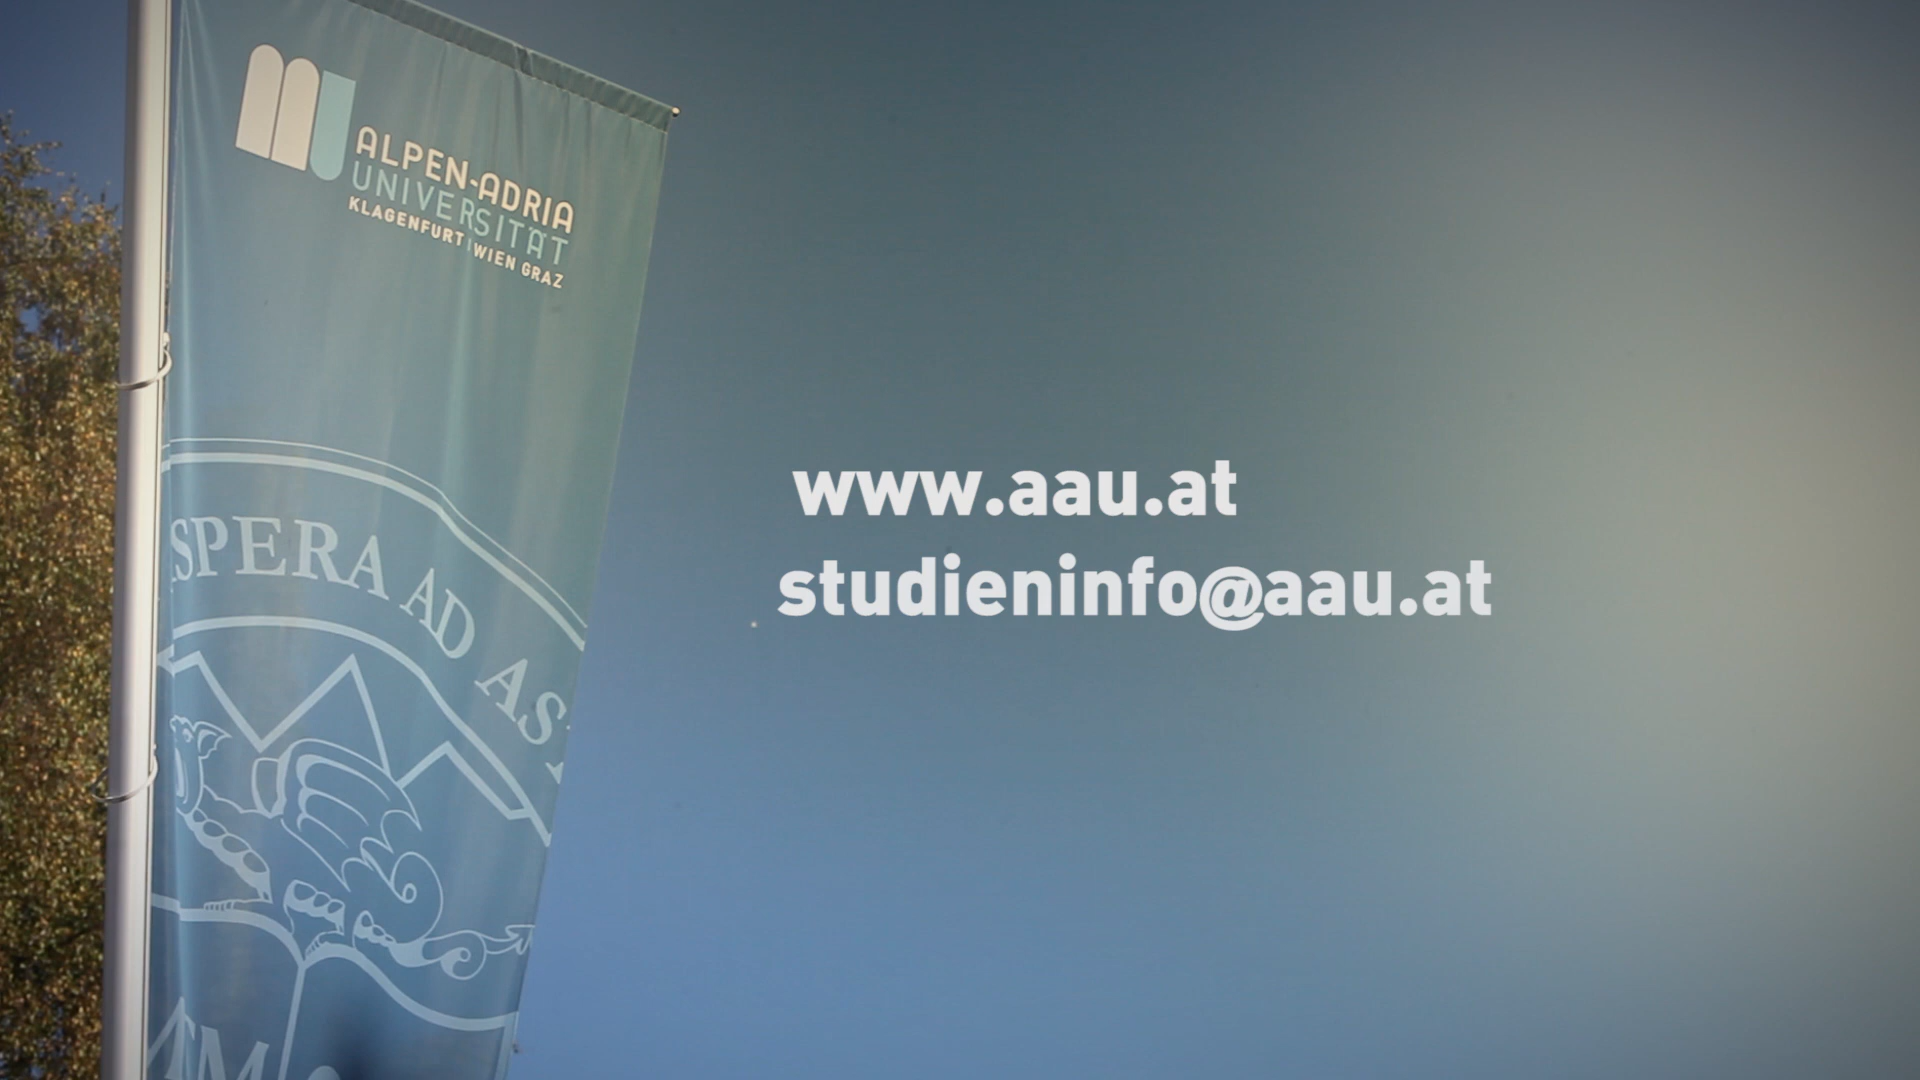 ALPEN-ADRIA
UNIVERSITÄT
KLAGENFURT WIEN GRAZ
www.aau.at
studieninfo@aau.at
SPERA AD AS